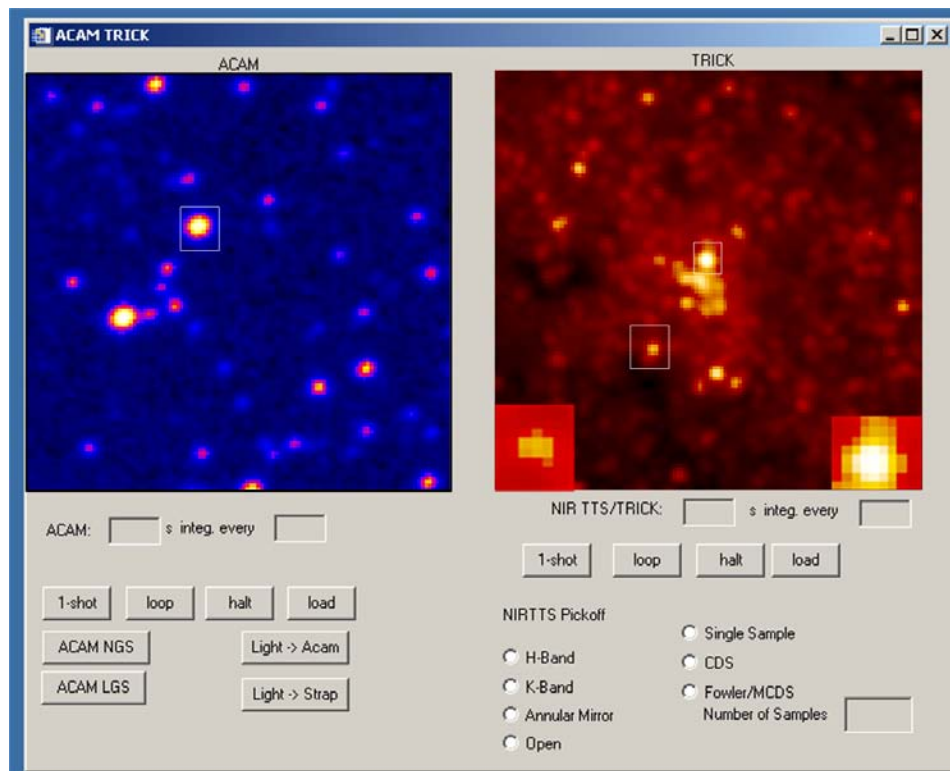 ACAM TRICK
ACAM
TRICK
ACAM: s integ. every
1-shot loop halt load
ACAM NGS Light -> Acam
ACAM LGS Light -> Strap
NIR TTS/TRICK: s integ. every
1-shot loop halt load
NIRTTS Pickoff
H-Band
K-Band
Annular Mirror
Open
Single Sample
CDS
Fowler/MCDS
Number of Samples